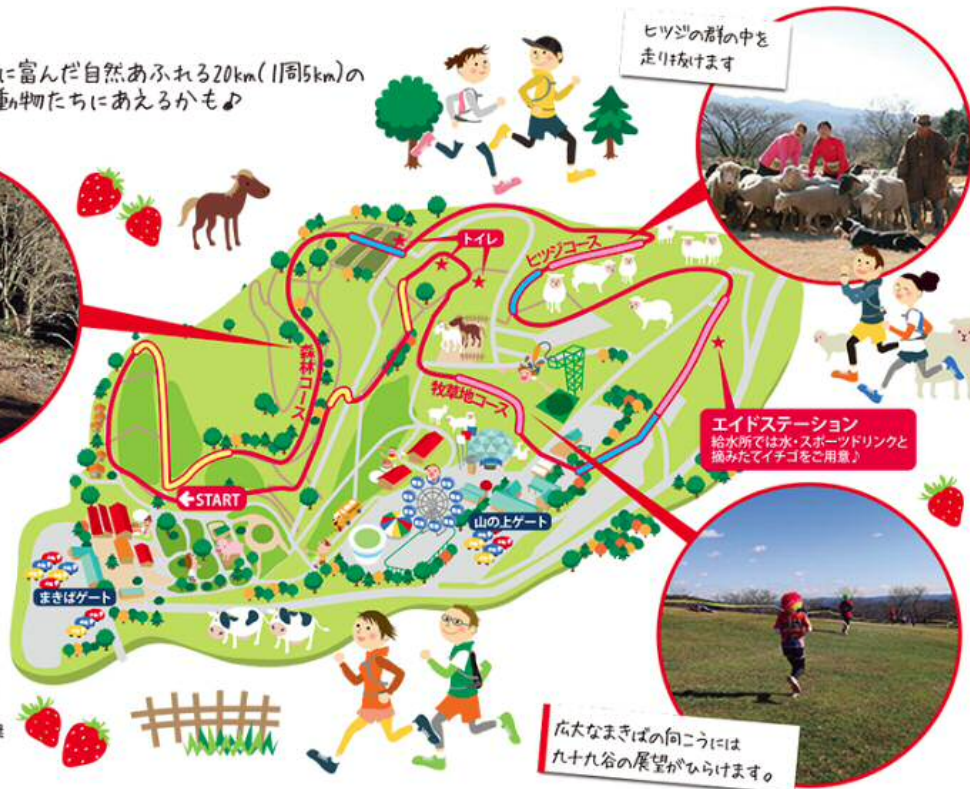 に富んだ自然あふれる20km(1周5km)の
動物たちにあえるかも♪
ヒツジの群の中を
走り抜けます
トイレ
ヒツジコース
森林コース
牧草地コース
エイドステーション
給水所では水・スポーツドリンクと
摘みたてイチゴをご用意♪
←START
山の上ゲート
まきばゲート
広大なまきばの向こうには
九十九谷の展望がひらけます。